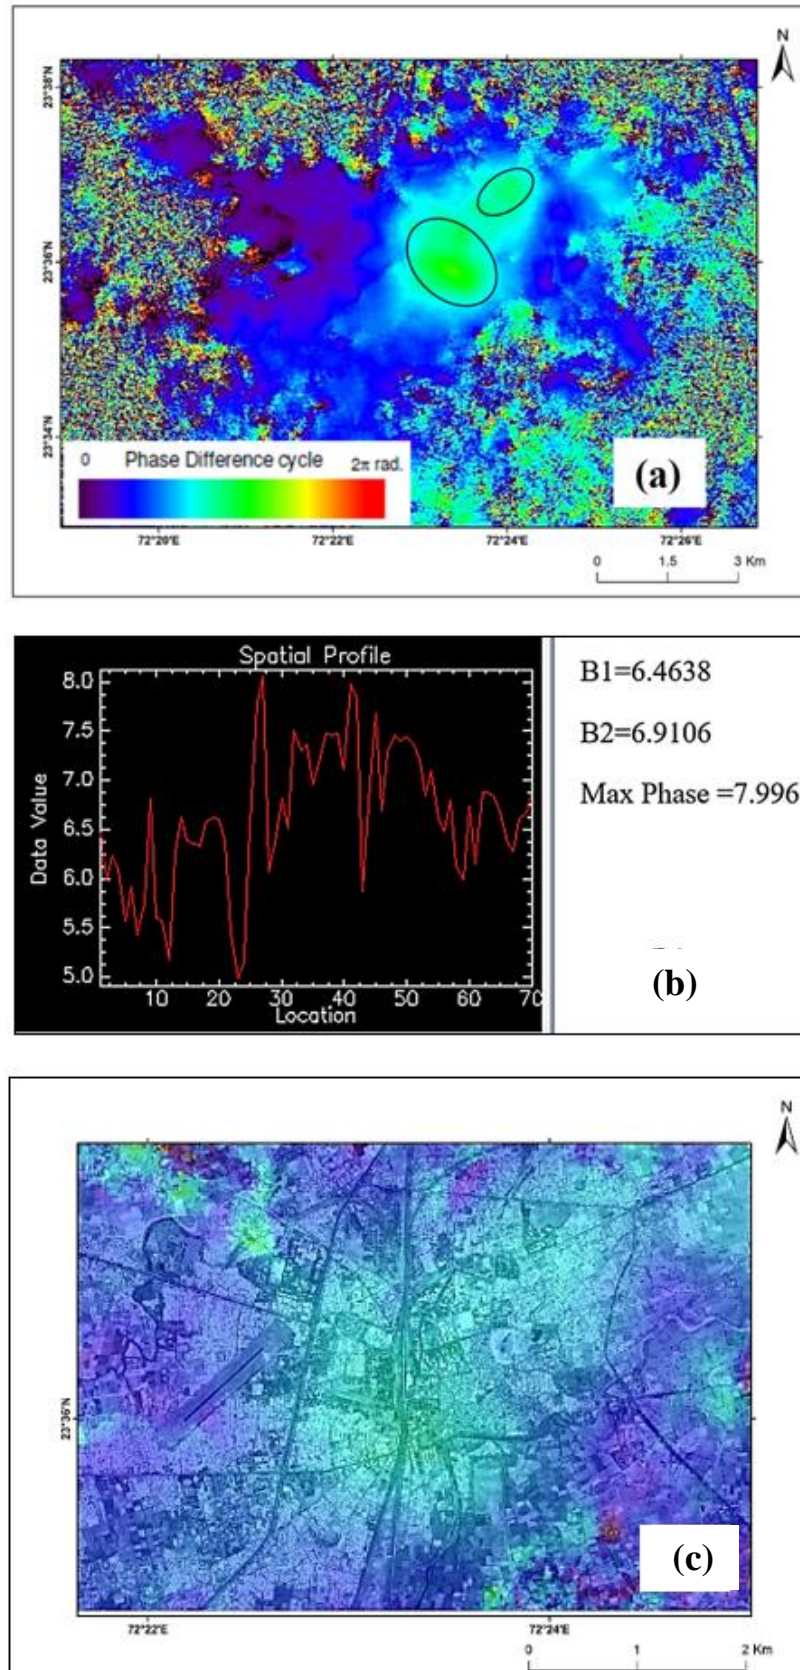 N
23°38'N
23°36'N
23°34'N
0 Phase Difference cycle 2π rad.
(a)
72°20'E 72°22'E 72°24'E 72°26'E
0 1,5 3 Km
Spatial Profile
Data Value
8.0
7.5
7.0
6.5
6.0
5.5
5.0
10 20 30 40 50 70
Location
B1=6.4638
B2=6.9106
Max Phase =7.996
(b)
N
23°36'N
(c)
72°22'E 72°24'E
0 1 2 Km